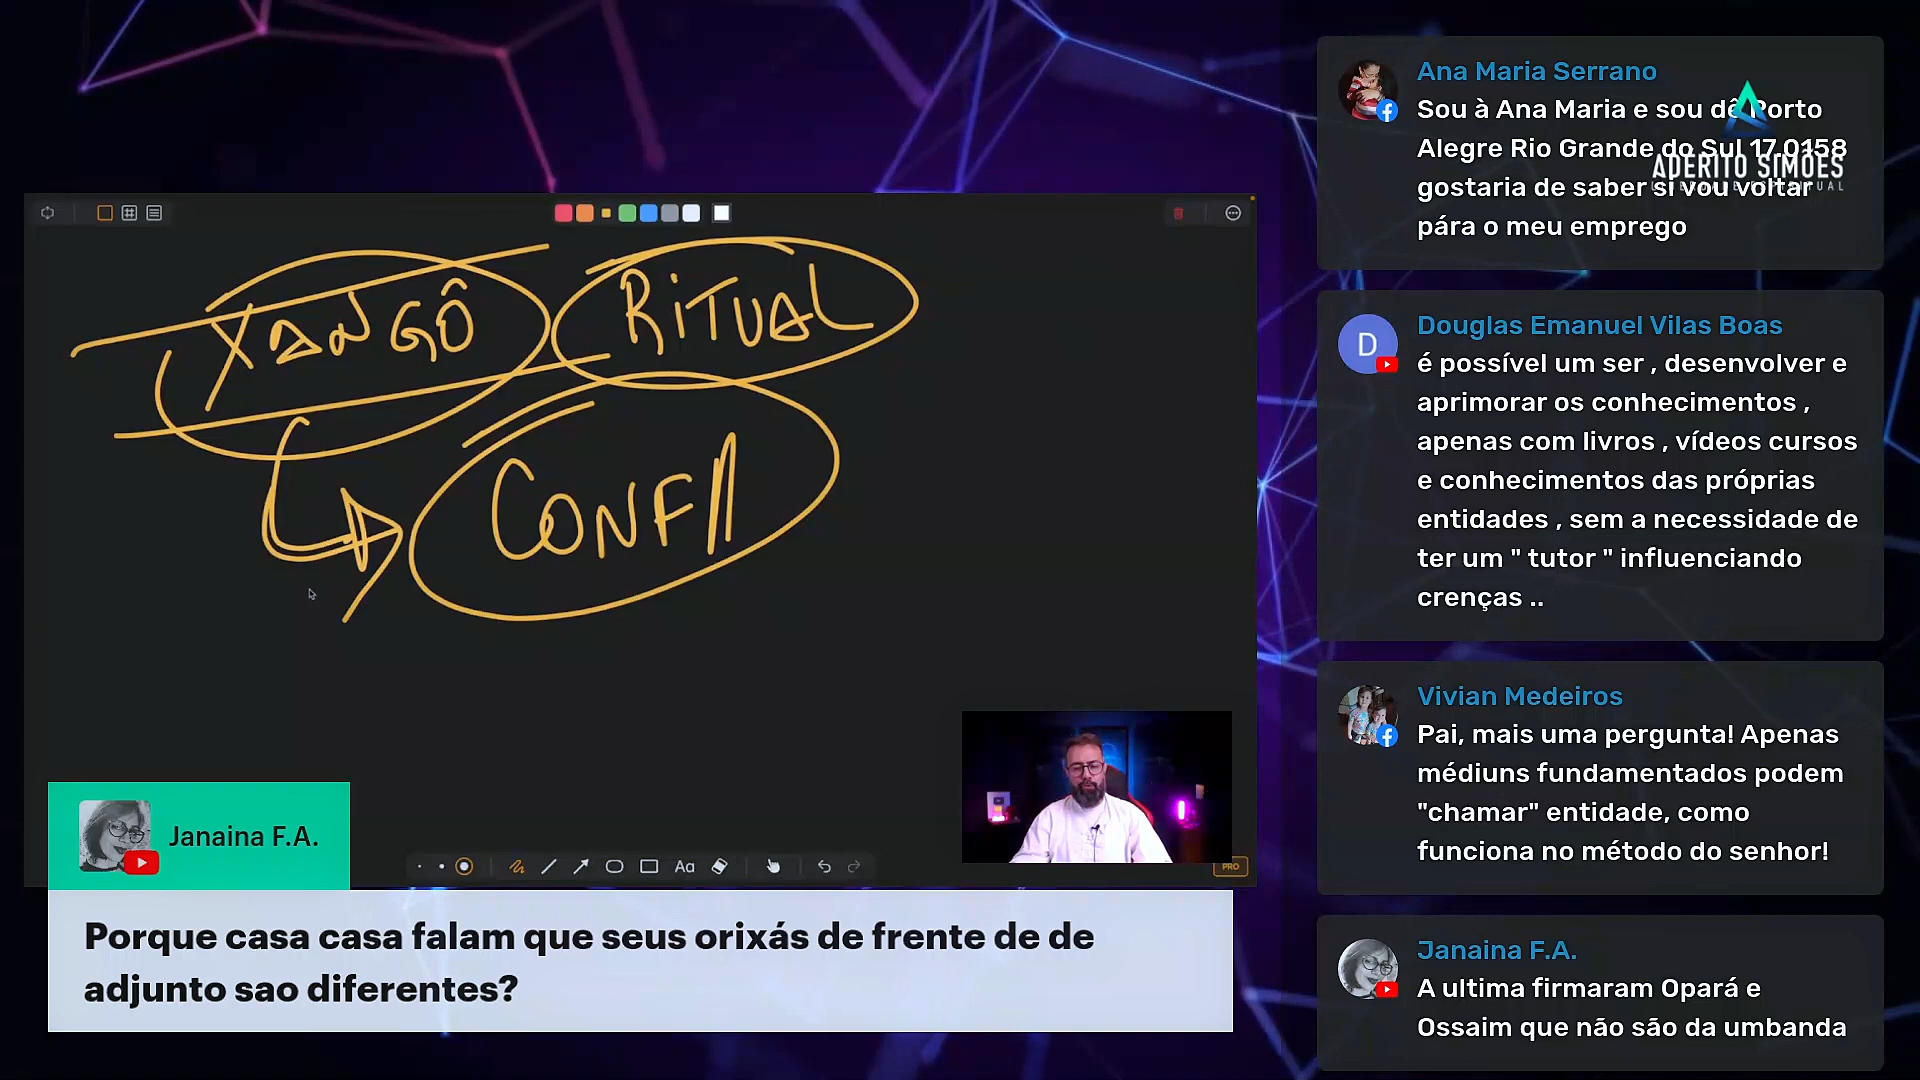 XANGÔ RITUAL
CONFA
PRO
Aa
Janaina F.A.
Porque casa casa falam que seus orixás de frente de de
adjunto sao diferentes?
Ana Maria Serrano
Sou à Ana Maria e sou dê Porto
Alegre Rio Grande do Sul 17,0158
gostaria de saber si vou voltar
pára o meu emprego
ADERITO SIMÕES
D
Douglas Emanuel Vilas Boas
é possível um ser , desenvolver e
aprimorar os conhecimentos ,
apenas com livros , vídeos cursos
e conhecimentos das próprias
entidades , sem a necessidade de
ter um " tutor " influenciando
crenças ..
Vivian Medeiros
Pai, mais uma pergunta! Apenas
médiuns fundamentados podem
"chamar" entidade, como
funciona no método do senhor!
Janaina F.A.
A ultima firmaram Opará e
Ossaim que não são da umbanda